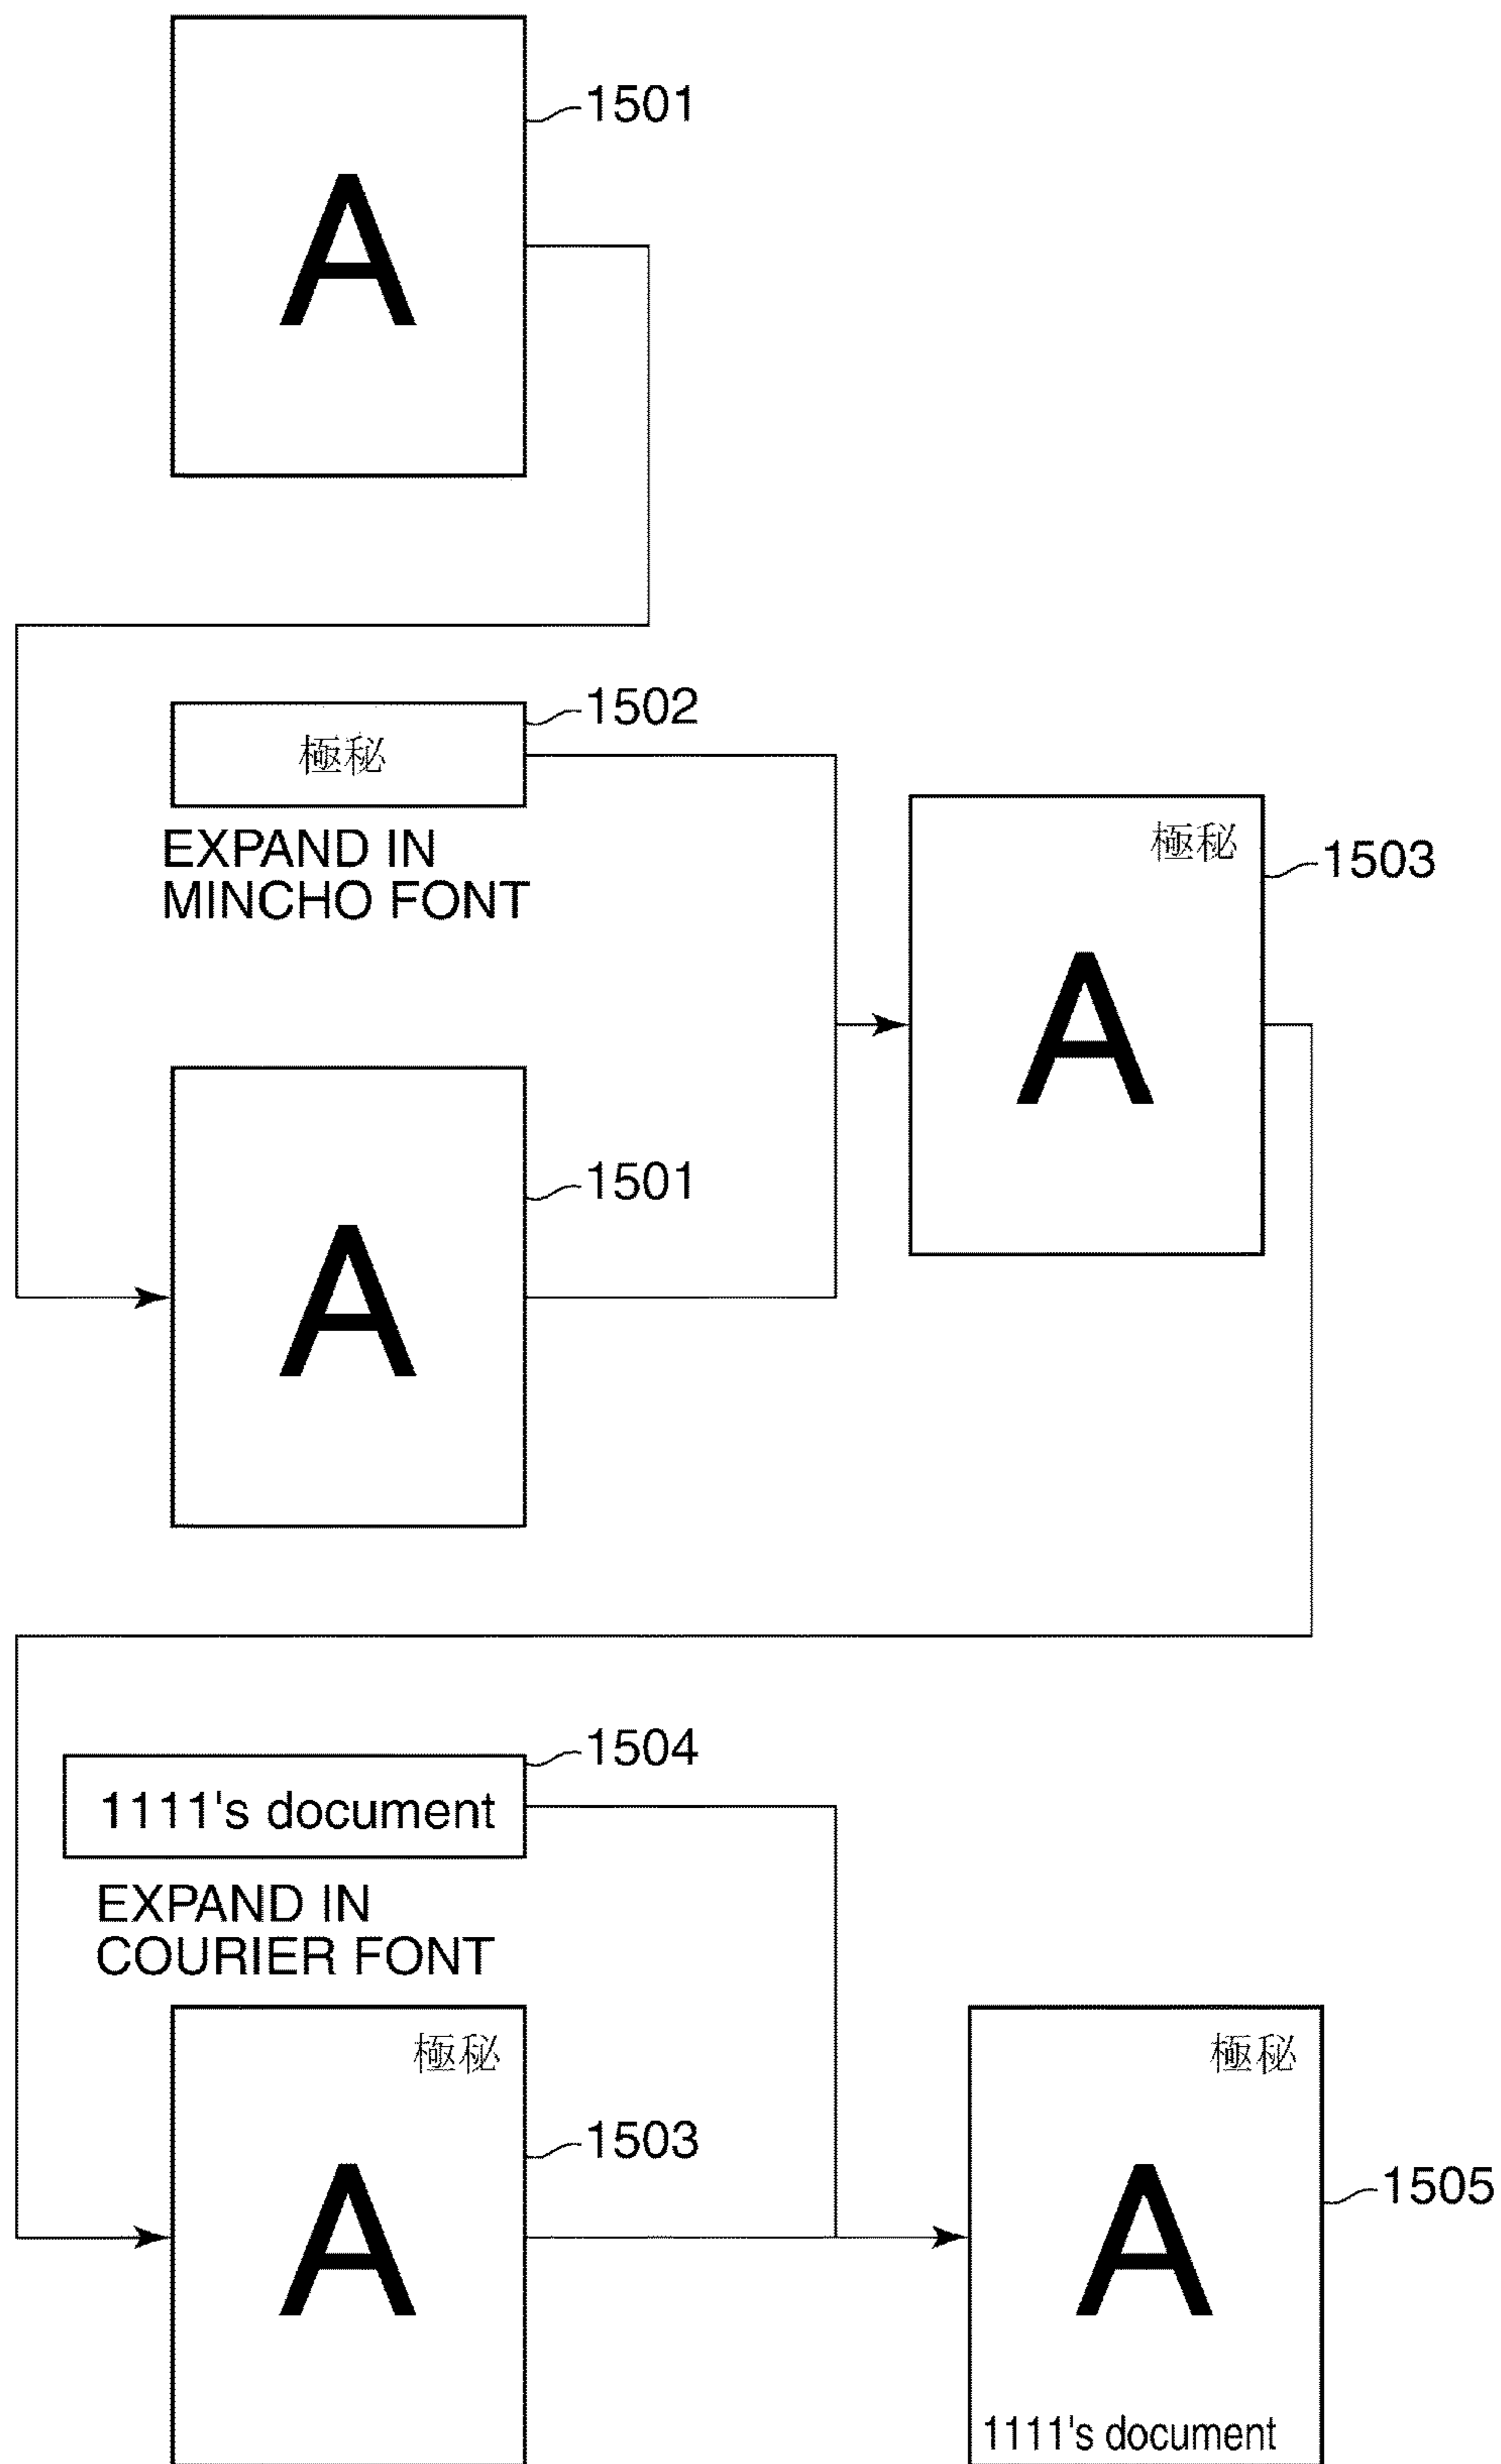 1501
A
1502
極秘
EXPAND IN
MINCHO FONT
極秘
1503
A
1501
A
1504
1111's document
EXPAND IN
COURIER FONT
極秘
1503
A
極秘
1505
A
1111's document